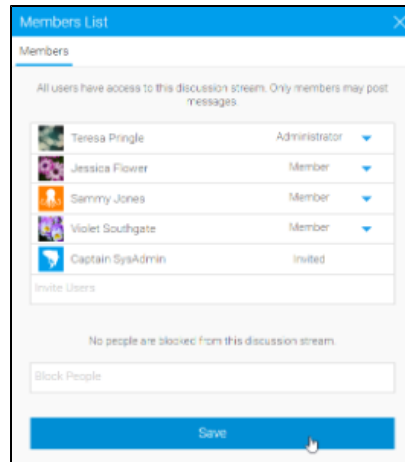 Members List
Members
All users have access to this discussion stream. Only members may post
messages.
Teresa Pringle Administrator
Jessica Flower Member
Sammy Jones Member
Violet Southgate Member
Captain SysAdmin Invited
Invite Users
No people are blocked from this discussion stream.
Block People
Save